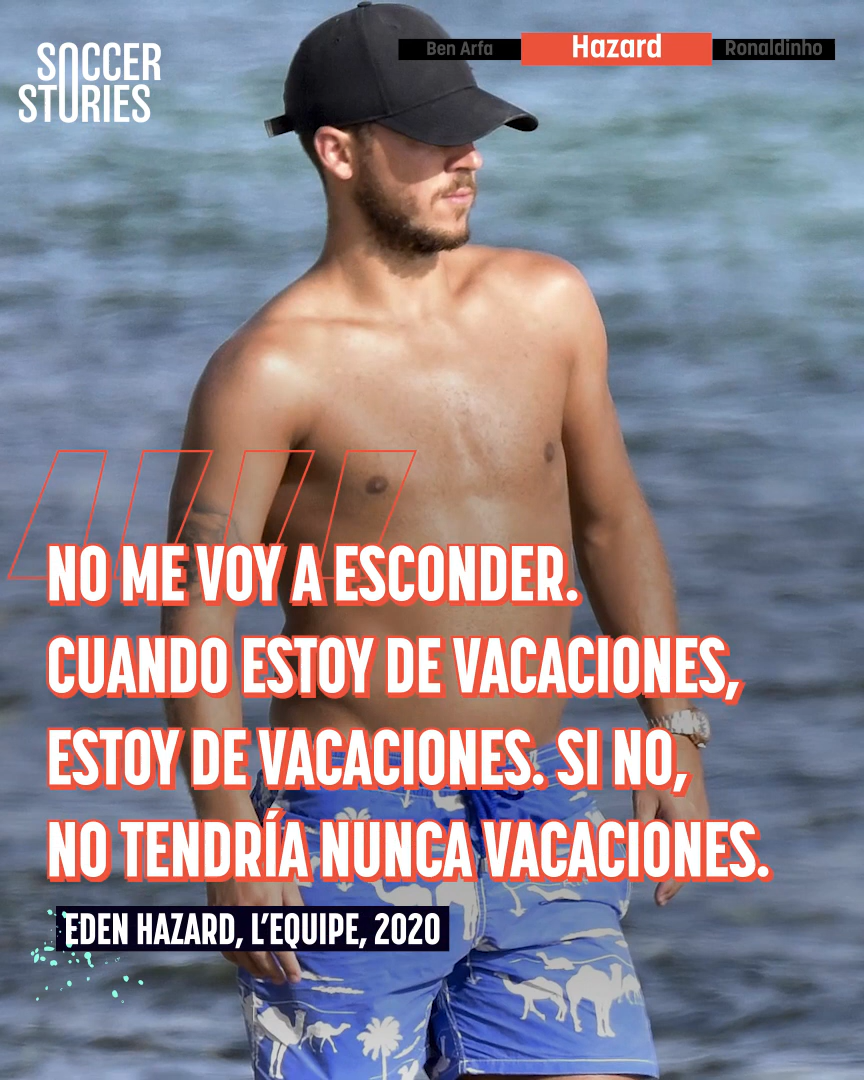 SOCCER
STORIES
Ben Arfa
Hazard
Ronaldinho
NO ME VOY A ESCONDER.
CUANDO ESTOY DE VACACIONES,
ESTOY DE VACACIONES. SI NO,
NO TENDRÍA NUNCA VACACIONES.
EDEN HAZARD, L'EQUIPE, 2020